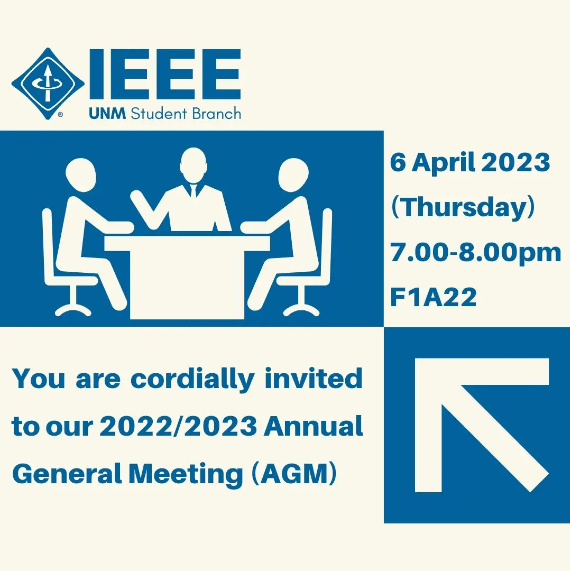 IEEE
UNM Student Branch
6 April 2023
(Thursday)
7.00-8.00pm
F1A22
You are cordially invited
to our 2022/2023 Annual
General Meeting (AGM)